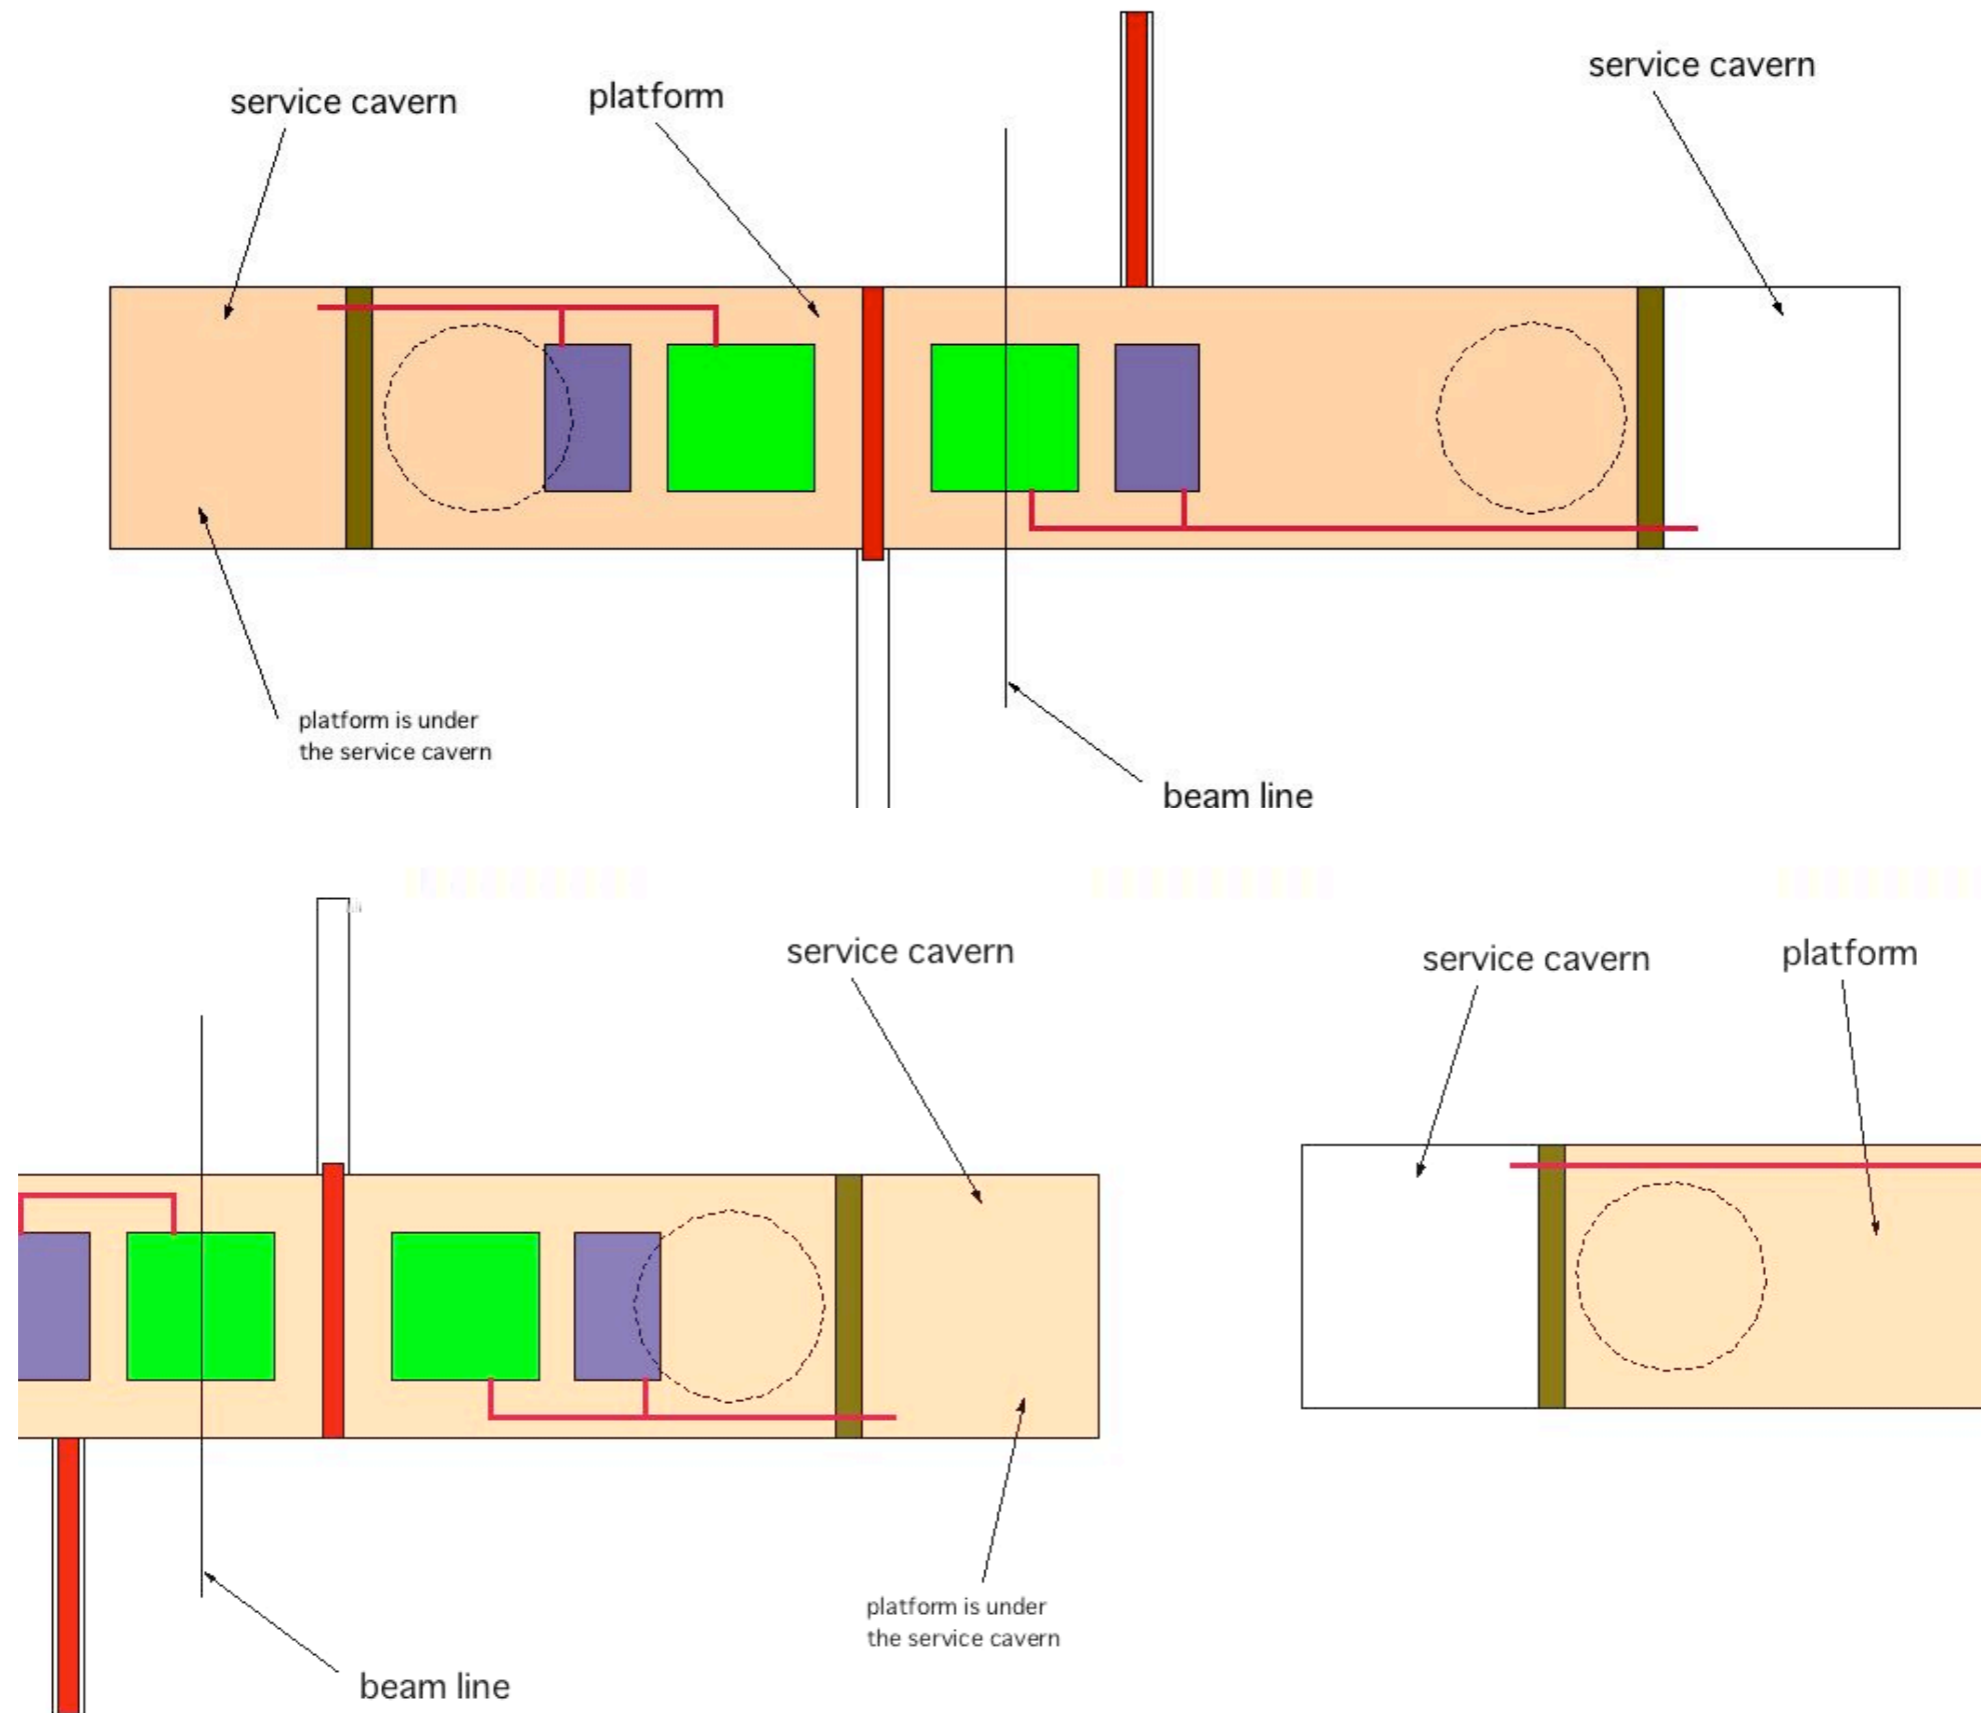 service cavern
platform
service cavern
platform is under
the service cavern
beam line
service cavern
service cavern
platform
platform is under
the service cavern
beam line